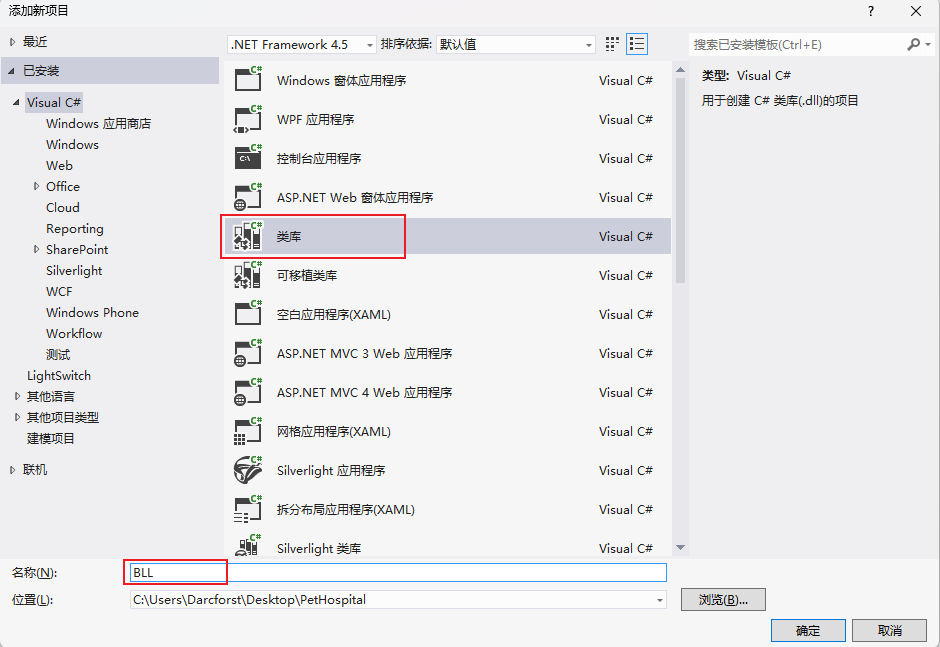 添加新项目
?
最近
.NET Framework 4.5 排序依据: 默认值
搜索已安装模板(Ctrl+E)
已安装
Visual C#
Windows 应用商店
Windows
Web
Office
Cloud
Reporting
SharePoint
Silverlight
WCF
Windows Phone
Workflow
测试
LightSwitch
其他语言
其他项目类型
建模项目
联机
Windows 窗体应用程序 Visual C#
WPF 应用程序 Visual C#
控制台应用程序 Visual C#
ASP.NET Web 窗体应用程序 Visual C#
类库 Visual C#
可移植类库 Visual C#
空白应用程序(XAML) Visual C#
ASP.NET MVC 3 Web 应用程序 Visual C#
ASP.NET MVC 4 Web 应用程序 Visual C#
网格应用程序(XAML) Visual C#
Silverlight 应用程序 Visual C#
拆分布局应用程序(XAML) Visual C#
Silverlight 类库 Visual C#
类型: Visual C#
用于创建 C# 类库(.dll)的项目
名称(N): BLL
位置(L): C:\Users\Darcforst\Desktop\PetHospital 浏览(B)...
确定 取消